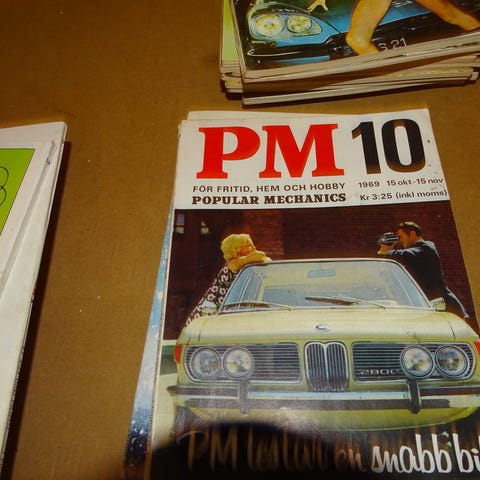 S.21
PM 10
FÖR FRITID, HEM OCH HOBBY
POPULAR MECHANICS
1969 15 okt-15 nov
Kr 3:25 (inkl moms)
2800
PM testar en snabb bil